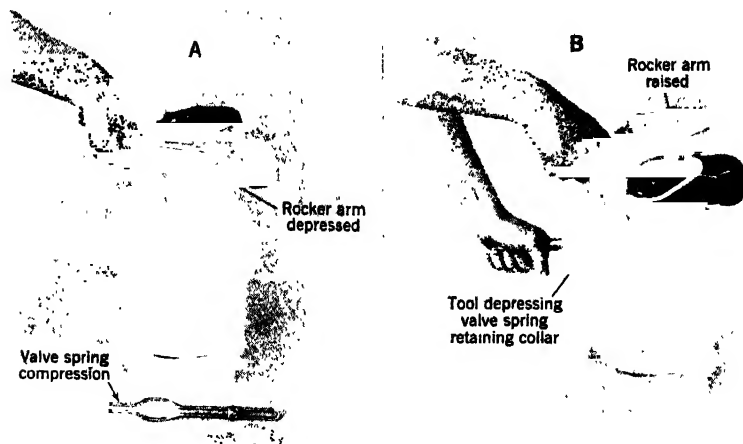 A
Rocker arm
depressed
Valve spring
compression
B
Rocker arm
raised
Tool depressing
valve spring
retaining collar